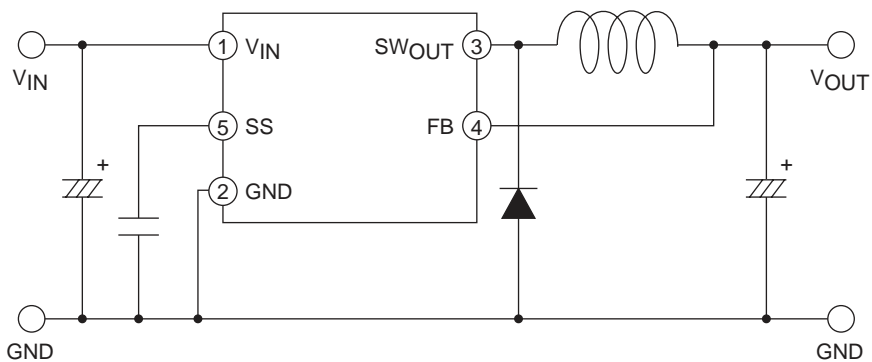 1 VIN SWOUT 3
VIN VOUT
5 SS FB 4
+ +
2 GND
GND GND